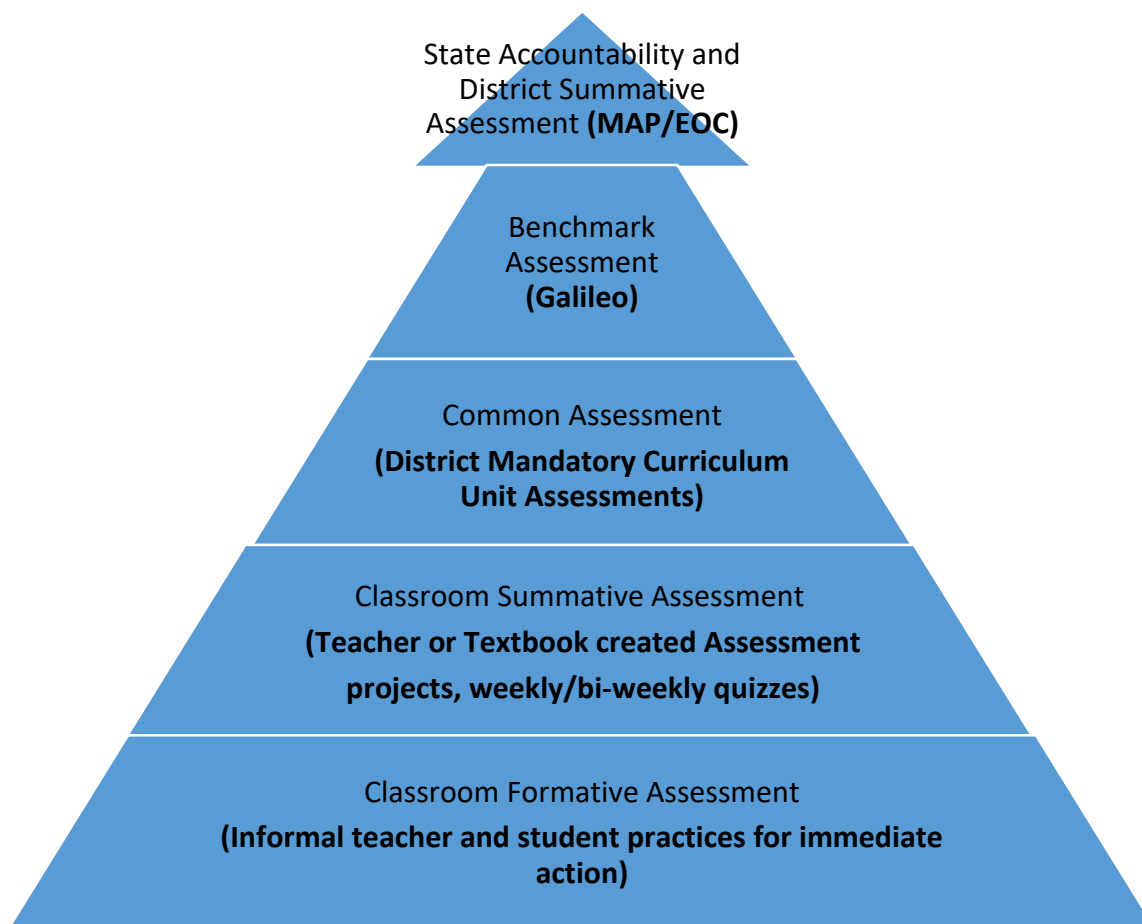 State Accountability and
District Summative
Assessment (MAP/EOC)
Benchmark
Assessment
(Galileo)
Common Assessment
(District Mandatory Curriculum
Unit Assessments)
Classroom Summative Assessment
(Teacher or Textbook created Assessment
projects, weekly/bi-weekly quizzes)
Classroom Formative Assessment
(Informal teacher and student practices for immediate
action)